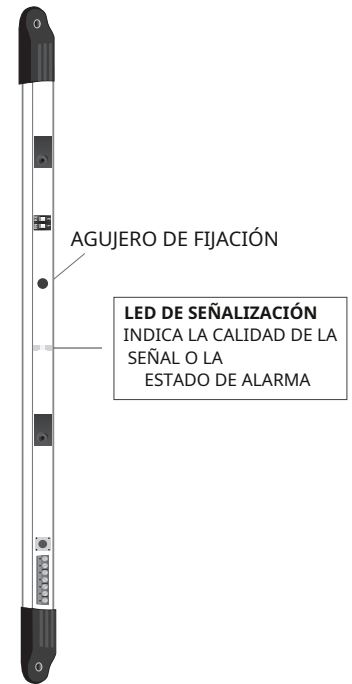 AGUJERO DE FIJACIÓN
LED DE SEÑALIZACIÓN
INDICA LA CALIDAD DE LA
SEÑAL O LA
ESTADO DE ALARMA